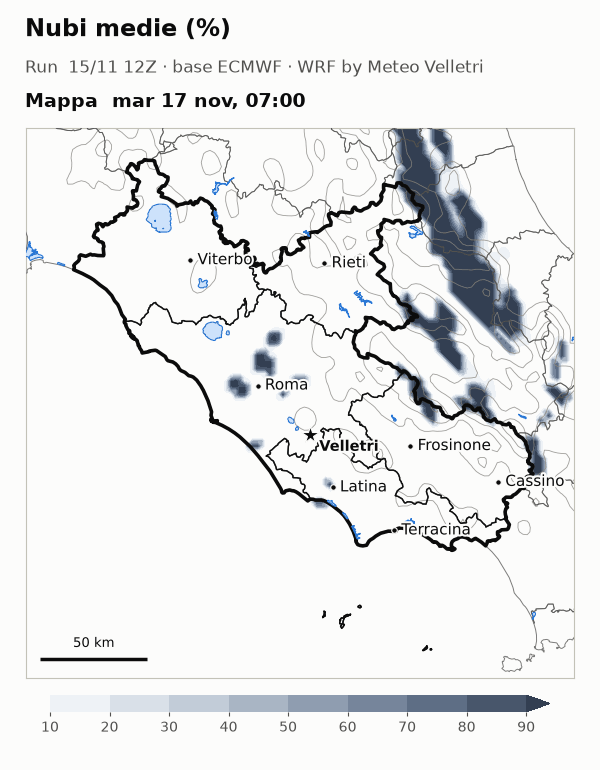 Nubi medie (%)
Run  15/11 12Z · base ECMWF · WRF by Meteo Velletri
Mappa  mar 17 nov, 07:00
Viterbo
Rieti
Roma
Velletri
Frosinone
Cassino
Latina
Terracina
50 km
10 20 30 40 50 60 70 80 90